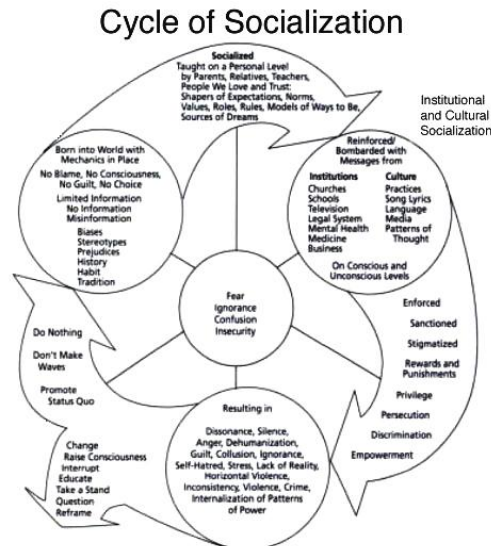 Cycle of Socialization
Socialized
Taught on a Personal Level
by Parents, Relatives, Teachers,
People We Love and Trust:
Shapers of Expectations, Norms,
Values, Roles, Rules, Models of Ways to Be,
Sources of Dreams
Institutional
and Cultural
Socialization
Born into World with
Mechanics in Place
No Blame, No Consciousness,
No Guilt, No Choice
Limited Information
No Information
Misinformation
Biases
Stereotypes
Prejudices
History
Habit
Tradition
Reinforced/
Bombarded with
Messages from
Institutions
Churches
Schools
Television
Legal System
Mental Health
Medicine
Business
Culture
Practices
Song Lyrics
Language
Media
Patterns of
Thought
On Conscious and
Unconscious Levels
Fear
Ignorance
Confusion
Insecurity
Enforced
Sanctioned
Stigmatized
Rewards and
Punishments
Privilege
Persecution
Discrimination
Empowerment
Resulting in
Dissonance, Silence,
Anger, Dehumanization,
Guilt, Collusion, Ignorance,
Self-Hatred, Stress, Lack of Reality,
Horizontal Violence,
Inconsistency, Violence, Crime,
Internalization of Patterns
of Power
Do Nothing
Don't Make
Waves
Promote
Status Quo
Change
Raise Consciousness
Interrupt
Educate
Take a Stand
Question
Reframe